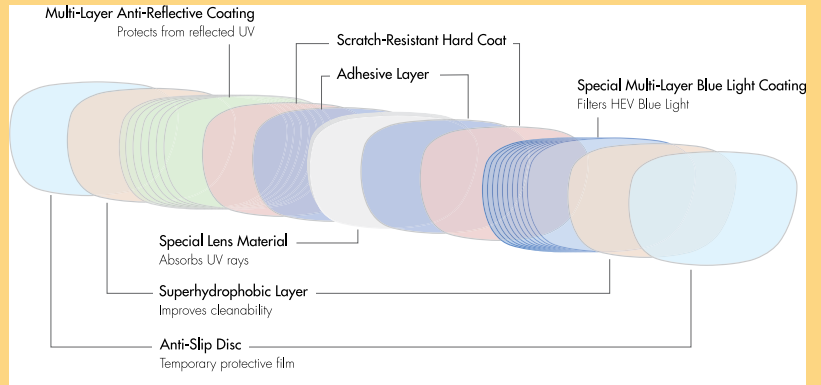 Multi-Layer Anti-Reflective Coating
Protects from reflected UV
Scratch-Resistant Hard Coat
Adhesive Layer
Special Multi-Layer Blue Light Coating
Filters HEV Blue Light
Special Lens Material
Absorbs UV rays
Superhydrophobic Layer
Improves cleanability
Anti-Slip Disc
Temporary protective film